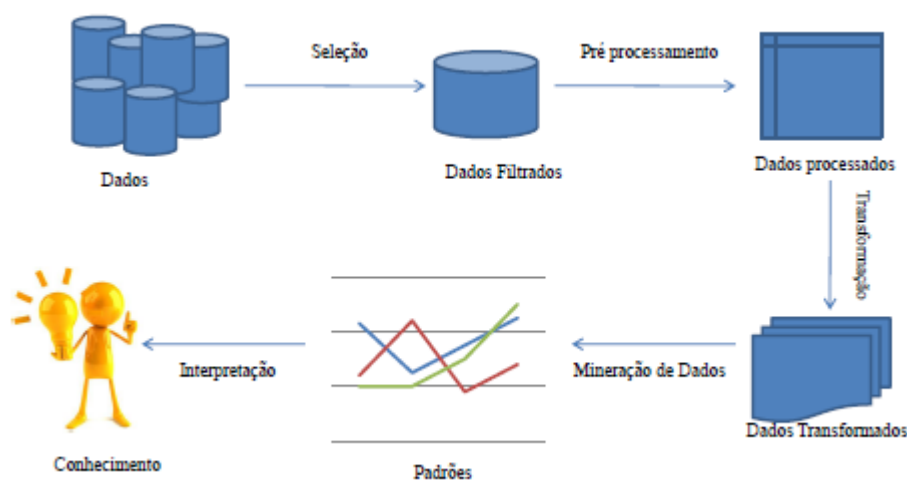 Seleção
Pré processamento
Dados
Dados Filtrados
Dados processados
Transformação
Interpretação
Mineração de Dados
Conhecimento
Padrões
Dados Transformados